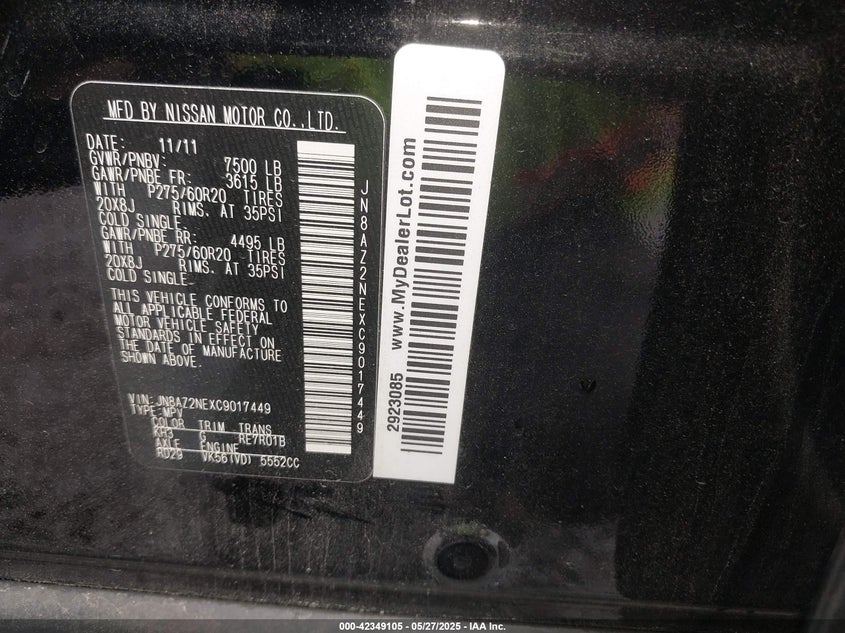 MFD BY NISSAN MOTOR CO.,LTD.
DATE: 11/11
GVWR/PNBV: 7500 LB
GAWR/PNBE FR: 3615 LB
WITH P275/60R20 TIRES
20X8J RIMS. AT 35PSI
COLD SINGLE.
GAWR/PNBE RR: 4495 LB
WITH P275/60R20 TIRES
20X8J RIMS. AT 35PSI
COLD SINGLE.
THIS VEHICLE CONFORMS TO
ALL APPLICABLE FEDERAL
MOTOR VEHICLE SAFETY
STANDARDS IN EFFECT ON
THE DATE OF MANUFACTURE
SHOWN ABOVE.
VIN:JN8AZ2NEXC9017449
TYPE:MPV
COLOR TRIM TRANS
KH3 G RE7R01B
AXLE ENGINE
RD29 VK56(VD) 5552CC
JN8AZ2NEXC9017449
2923085 www.MyDealerLot.com
000-42349105 - 05/27/2025 - IAA Inc.